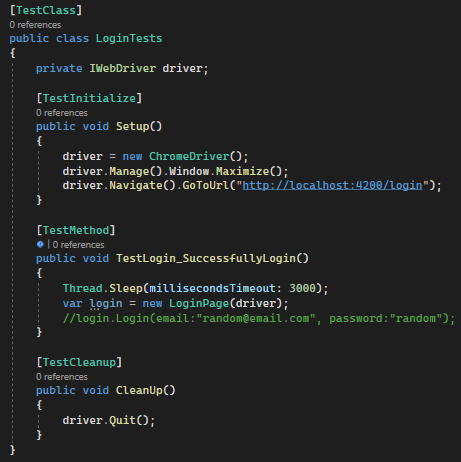 [TestClass]
0 references
public class LoginTests
{
private IWebDriver driver;
[TestInitialize]
0 references
public void Setup()
{
driver = new ChromeDriver();
driver.Manage().Window.Maximize();
driver.Navigate().GoToUrl("http://localhost:4200/login");
}
[TestMethod]
| 0 references
public void TestLogin_SuccessfullyLogin()
{
Thread.Sleep(millisecondsTimeout: 3000);
var login = new LoginPage(driver);
//login.Login(email:"random@email.com", password:"random");
}
[TestCleanup]
0 references
public void CleanUp()
{
driver.Quit();
}
}